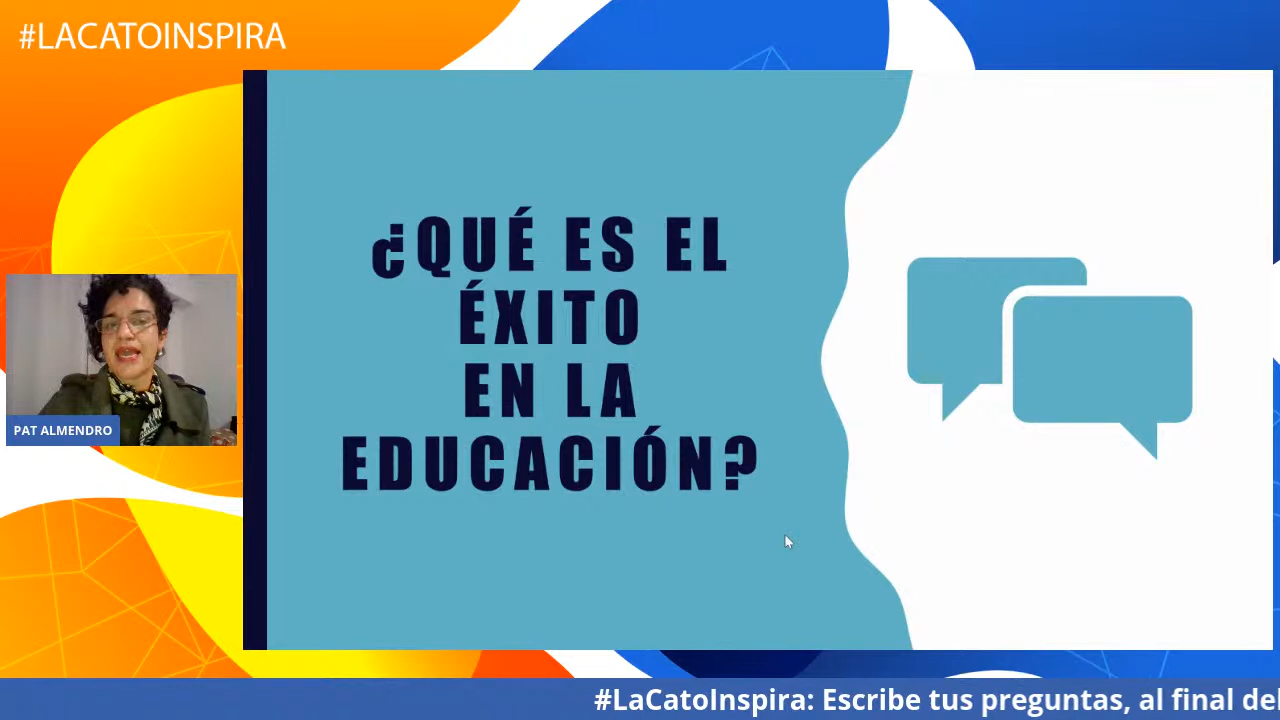 #LACATOINSPIRA
¿QUÉ ES EL
ÉXITO
EN LA
EDUCACIÓN?
PAT ALMENDRO
#LaCatoInspira: Escribe tus preguntas, al final del